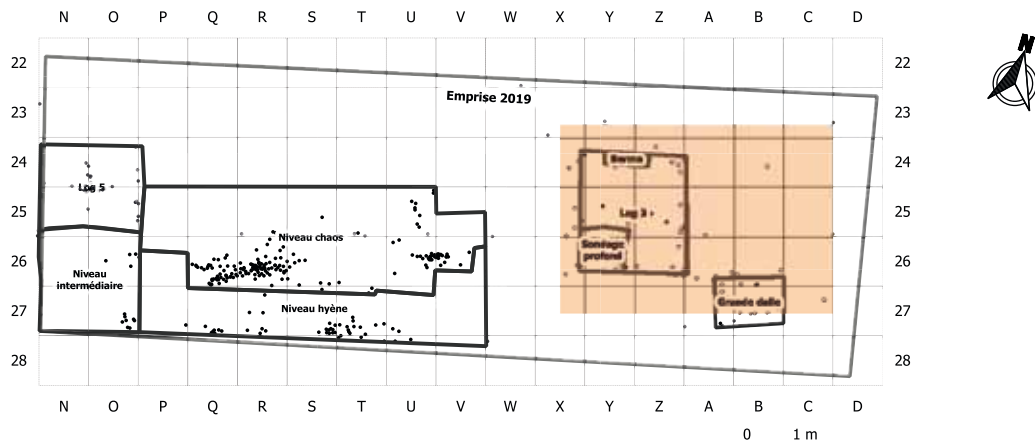 N O P Q R S T U V W X Y Z A B C D
N
22 22
Emprise 2019
23 23
24 Berma 24
Log 5
25 Log 3 25
Niveau chaos
Sondage
profond
26 26
Niveau
intermédiaire
Grande dalle
27 Niveau hyène 27
28 28
N O P Q R S T U V W X Y Z A B C D
0 1 m